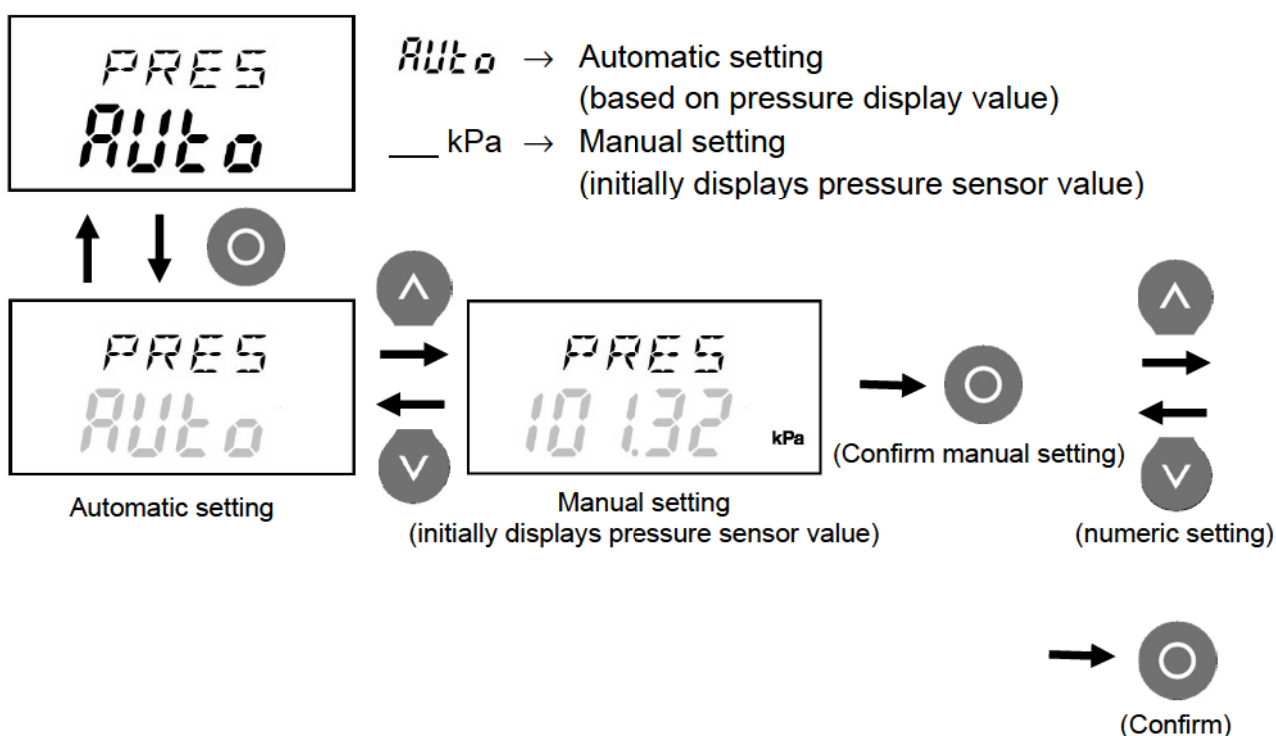 PRES
AUto
AUto → Automatic setting
(based on pressure display value)
___ kPa → Manual setting
(initially displays pressure sensor value)
PRES
AUto
Automatic setting
PRES
101.32 kPa
Manual setting
(initially displays pressure sensor value)
(Confirm manual setting)
(numeric setting)
(Confirm)